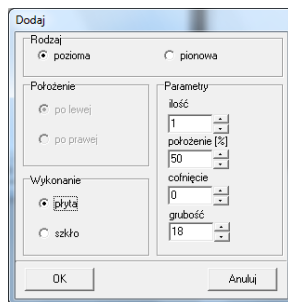 Dodaj
Rodzaj
pozioma
pionowa
Położenie
po lewej
po prawej
Wykonanie
płyta
szkło
Parametry
ilość
1
położenie [%]
50
cofnięcie
0
grubość
18
OK
Anuluj